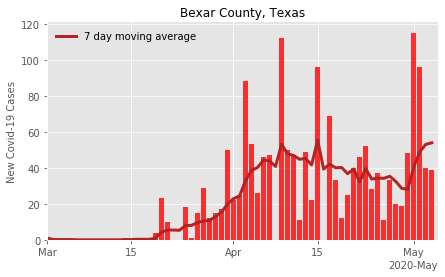 Bexar County, Texas
7 day moving average
New Covid-19 Cases
120
100
80
60
40
20
0
Mar 15 Apr 15 May
2020-May